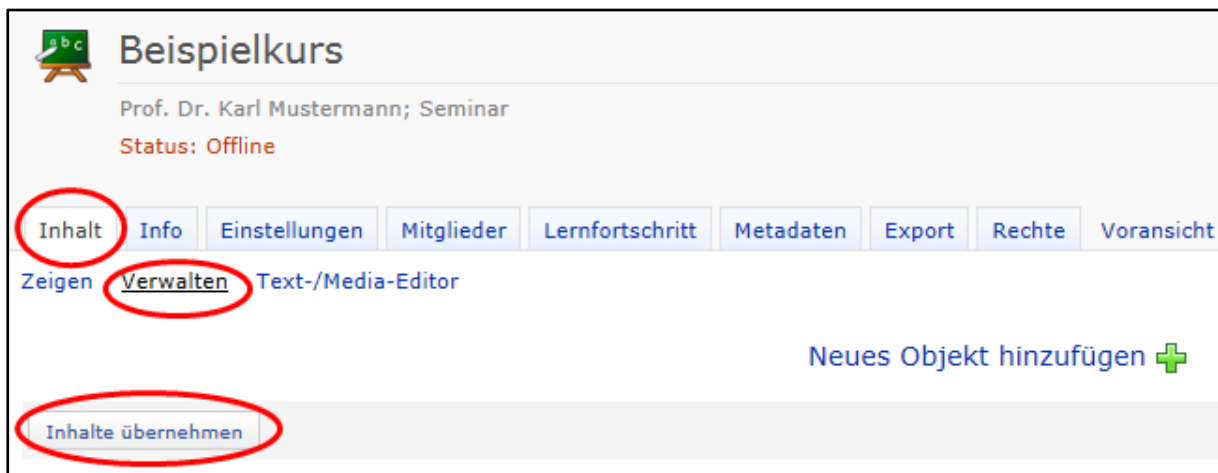 abc
Beispielkurs
Prof. Dr. Karl Mustermann; Seminar
Status: Offline
Inhalt Info Einstellungen Mitglieder Lernfortschritt Metadaten Export Rechte Voransicht
Zeigen Verwalten Text-/Media-Editor
Neues Objekt hinzufügen
Inhalte übernehmen